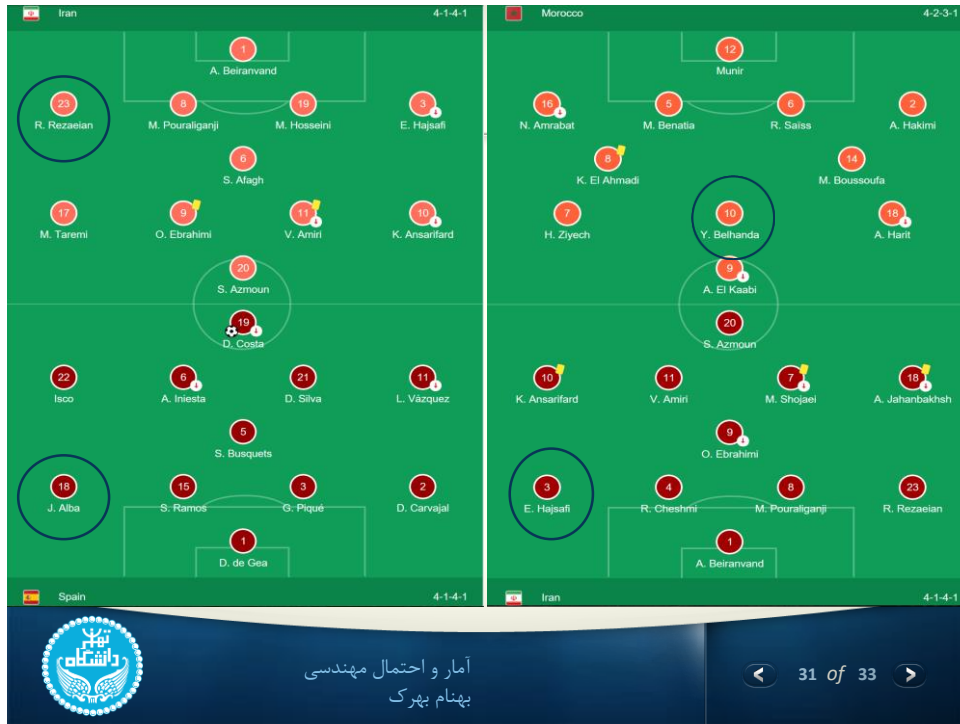 Iran 4-1-4-1
1
A. Beiranvand
23 8 19 3
R. Rezaeian M. Pouraliganji M. Hosseini E. Hajsafi
6
S. Afagh
17 9 11 10
M. Taremi O. Ebrahimi V. Amiri K. Ansarifard
20
S. Azmoun
19
D. Costa
22 6 21 11
Isco A. Iniesta D. Silva L. Vázquez
5
S. Busquets
18 15 3 2
J. Alba S. Ramos G. Piqué D. Carvajal
1
D. de Gea
Spain 4-1-4-1
Morocco 4-2-3-1
12
Munir
16 5 6 2
N. Amrabat M. Benatia R. Saïss A. Hakimi
8 14
K. El Ahmadi M. Boussoufa
7 10 18
H. Ziyech Y. Belhanda A. Harit
9
A. El Kaabi
20
S. Azmoun
10 11 7 18
K. Ansarifard V. Amiri M. Shojaei A. Jahanbakhsh
9
O. Ebrahimi
3 4 8 23
E. Hajsafi R. Cheshmi M. Pouraliganji R. Rezaeian
1
A. Beiranvand
Iran 4-1-4-1
دانشگاه تهران
آمار و احتمال مهندسی
بهنام بهرک
31 of 33